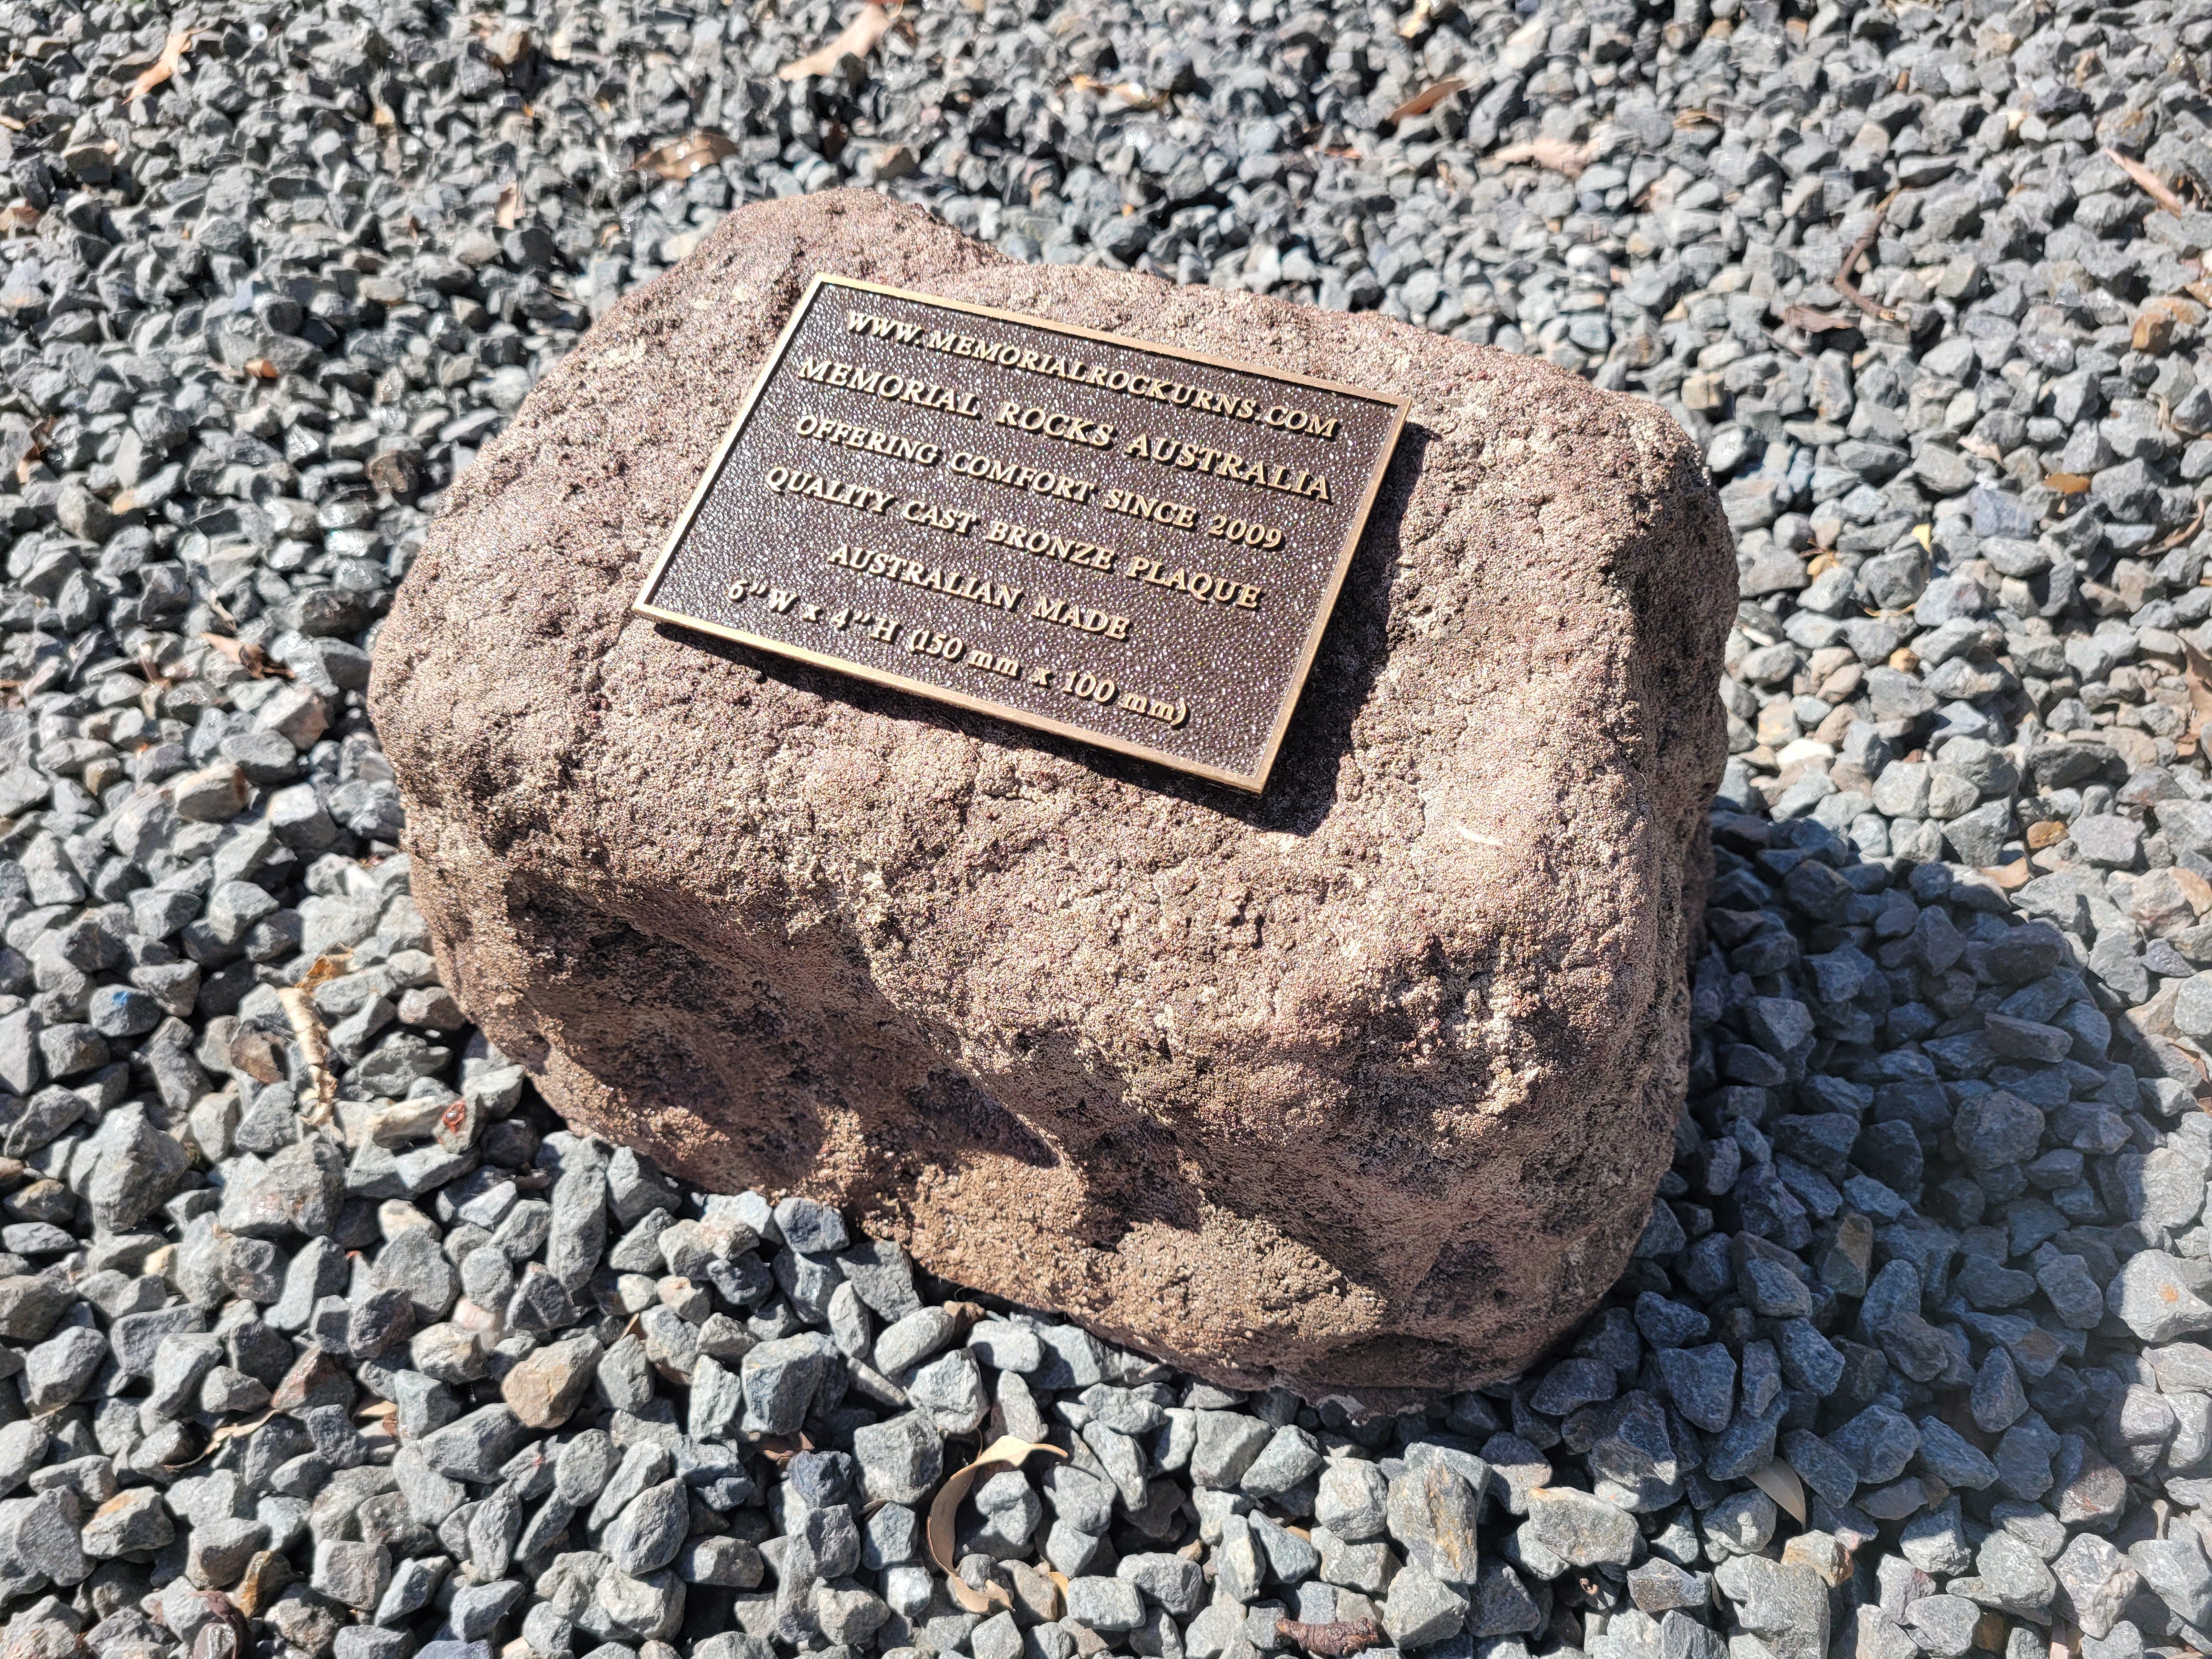 WWW.MEMORIALROCKURNS.COM
MEMORIAL ROCKS AUSTRALIA
OFFERING COMFORT SINCE 2009
QUALITY CAST BRONZE PLAQUE
AUSTRALIAN MADE
6" W x 4" H (150 mm x 100 mm)